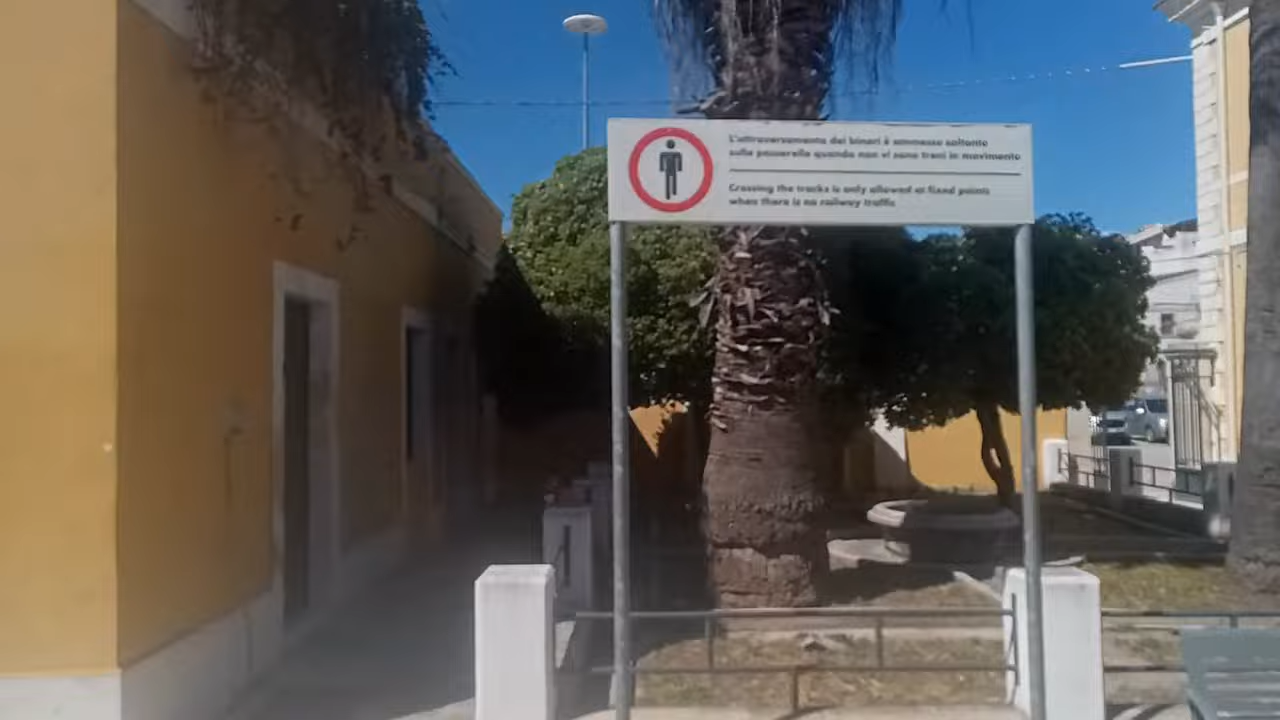 L'attraversamento dei binari è ammesso soltanto
sulla passerella quando non vi sono treni in movimento
Crossing the tracks is only allowed at fixed points
when there is no railway traffic